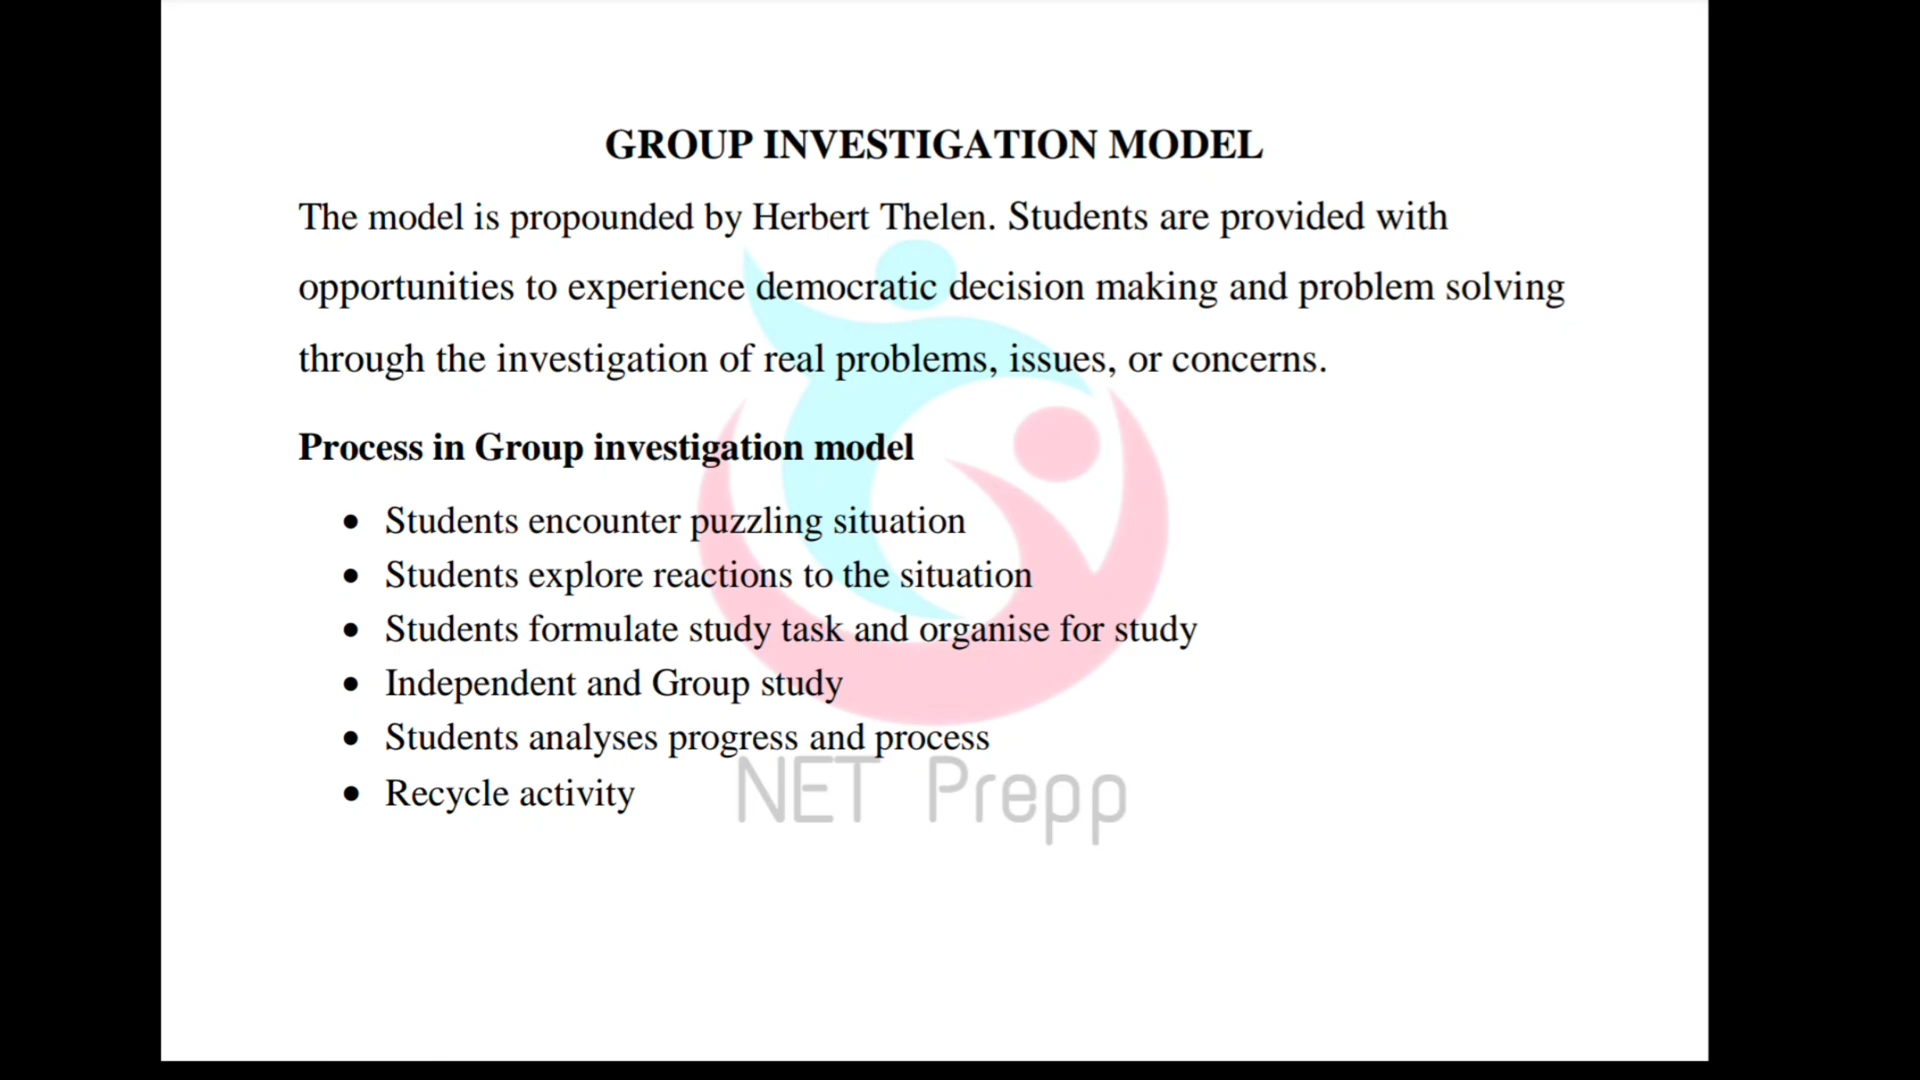 GROUP INVESTIGATION MODEL
The model is propounded by Herbert Thelen. Students are provided with
opportunities to experience democratic decision making and problem solving
through the investigation of real problems, issues, or concerns.
Process in Group investigation model
• Students encounter puzzling situation
• Students explore reactions to the situation
• Students formulate study task and organise for study
• Independent and Group study
• Students analyses progress and process
• Recycle activity
NET Prepp